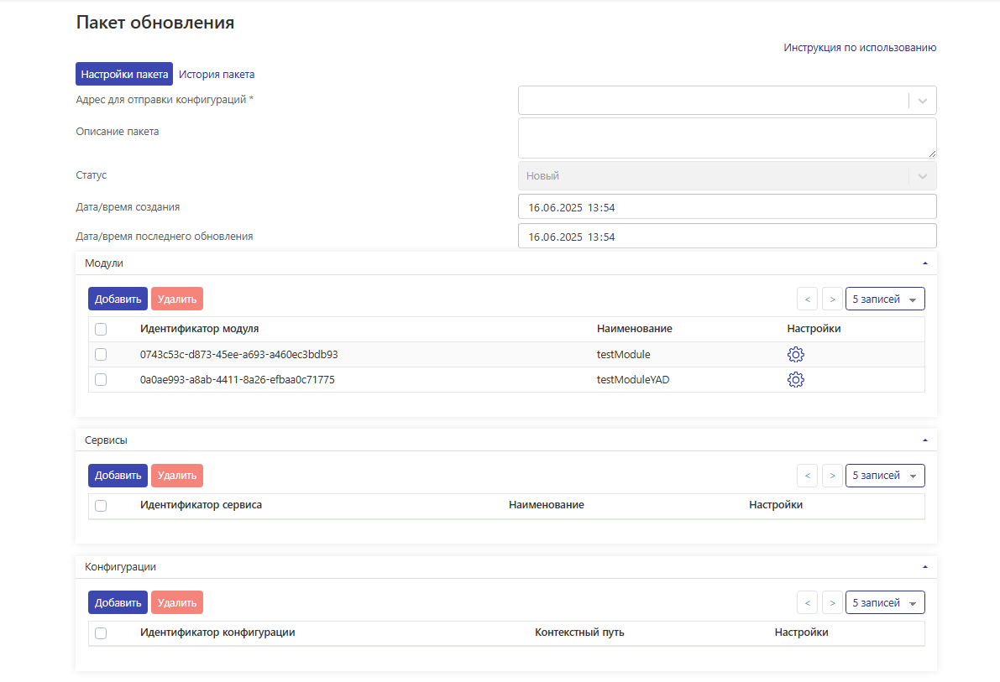 Пакет обновления
Инструкция по использованию
Настройки пакета История пакета
Адрес для отправки конфигураций *
Описание пакета
Статус Новый
Дата/время создания 16.06.2025 13:54
Дата/время последнего обновления 16.06.2025 13:54
Модули
Добавить Удалить < > 5 записей
Идентификатор модуля Наименование Настройки
0743c53c-d873-45ee-a693-a460ec3bdb93 testModule
0a0ae993-a8ab-4411-8a26-efbaa0c71775 testModuleYAD
Сервисы
Добавить Удалить < > 5 записей
Идентификатор сервиса Наименование Настройки
Конфигурации
Добавить Удалить < > 5 записей
Идентификатор конфигурации Контекстный путь Настройки